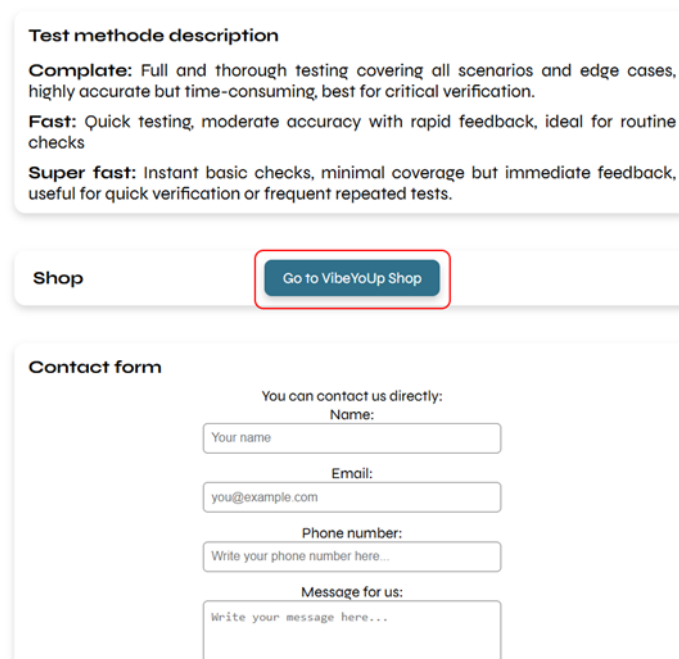 Test methode description
Complate: Full and thorough testing covering all scenarios and edge cases,
highly accurate but time-consuming, best for critical verification.
Fast: Quick testing, moderate accuracy with rapid feedback, ideal for routine
checks
Super fast: Instant basic checks, minimal coverage but immediate feedback,
useful for quick verification or frequent repeated tests.
Shop
Go to VibeYoUp Shop
Contact form
You can contact us directly:
Name:
Your name
Email:
you@example.com
Phone number:
Write your phone number here...
Message for us:
Write your message here...